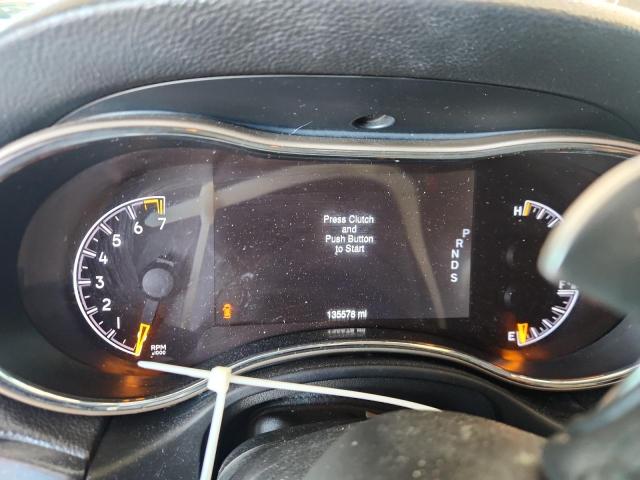 Press Clutch
and
Push Button
to Start
P
R
N
D
S
135578 mi
7
6
5
4
3
2
1
RPM
x1000
H
F
E